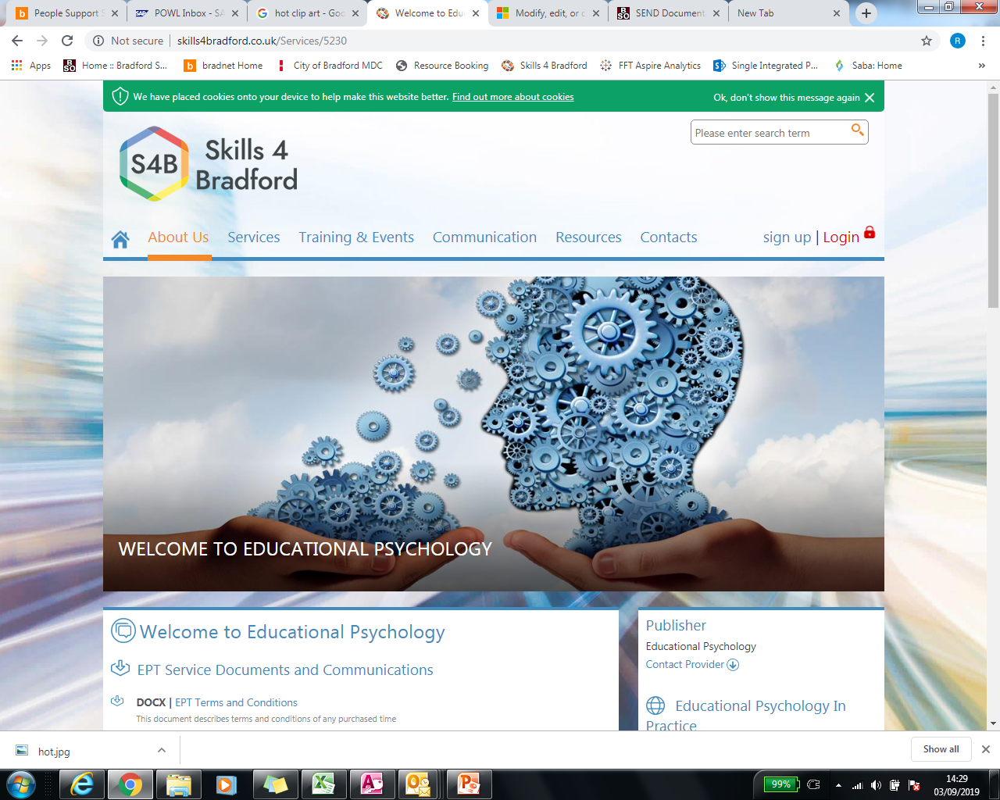 People Support S
POWL Inbox - SA
hot clip art - Goo
Welcome to Edu
Modify, edit, or c
SEND Document
New Tab
Not secure | skills4bradford.co.uk/Services/5230
R
Apps
Home :: Bradford S...
bradnet Home
City of Bradford MDC
Resource Booking
Skills 4 Bradford
FFT Aspire Analytics
Single Integrated P...
Saba: Home
»
We have placed cookies onto your device to help make this website better. Find out more about cookies
Ok, don't show this message again
Please enter search term
S4B
Skills 4
Bradford
About Us
Services
Training & Events
Communication
Resources
Contacts
sign up | Login
WELCOME TO EDUCATIONAL PSYCHOLOGY
Welcome to Educational Psychology
EPT Service Documents and Communications
DOCX | EPT Terms and Conditions
This document describes terms and conditions of any purchased time
Publisher
Educational Psychology
Contact Provider
Educational Psychology In
Practice
hot.jpg
Show all
99%
14:29
03/09/2019